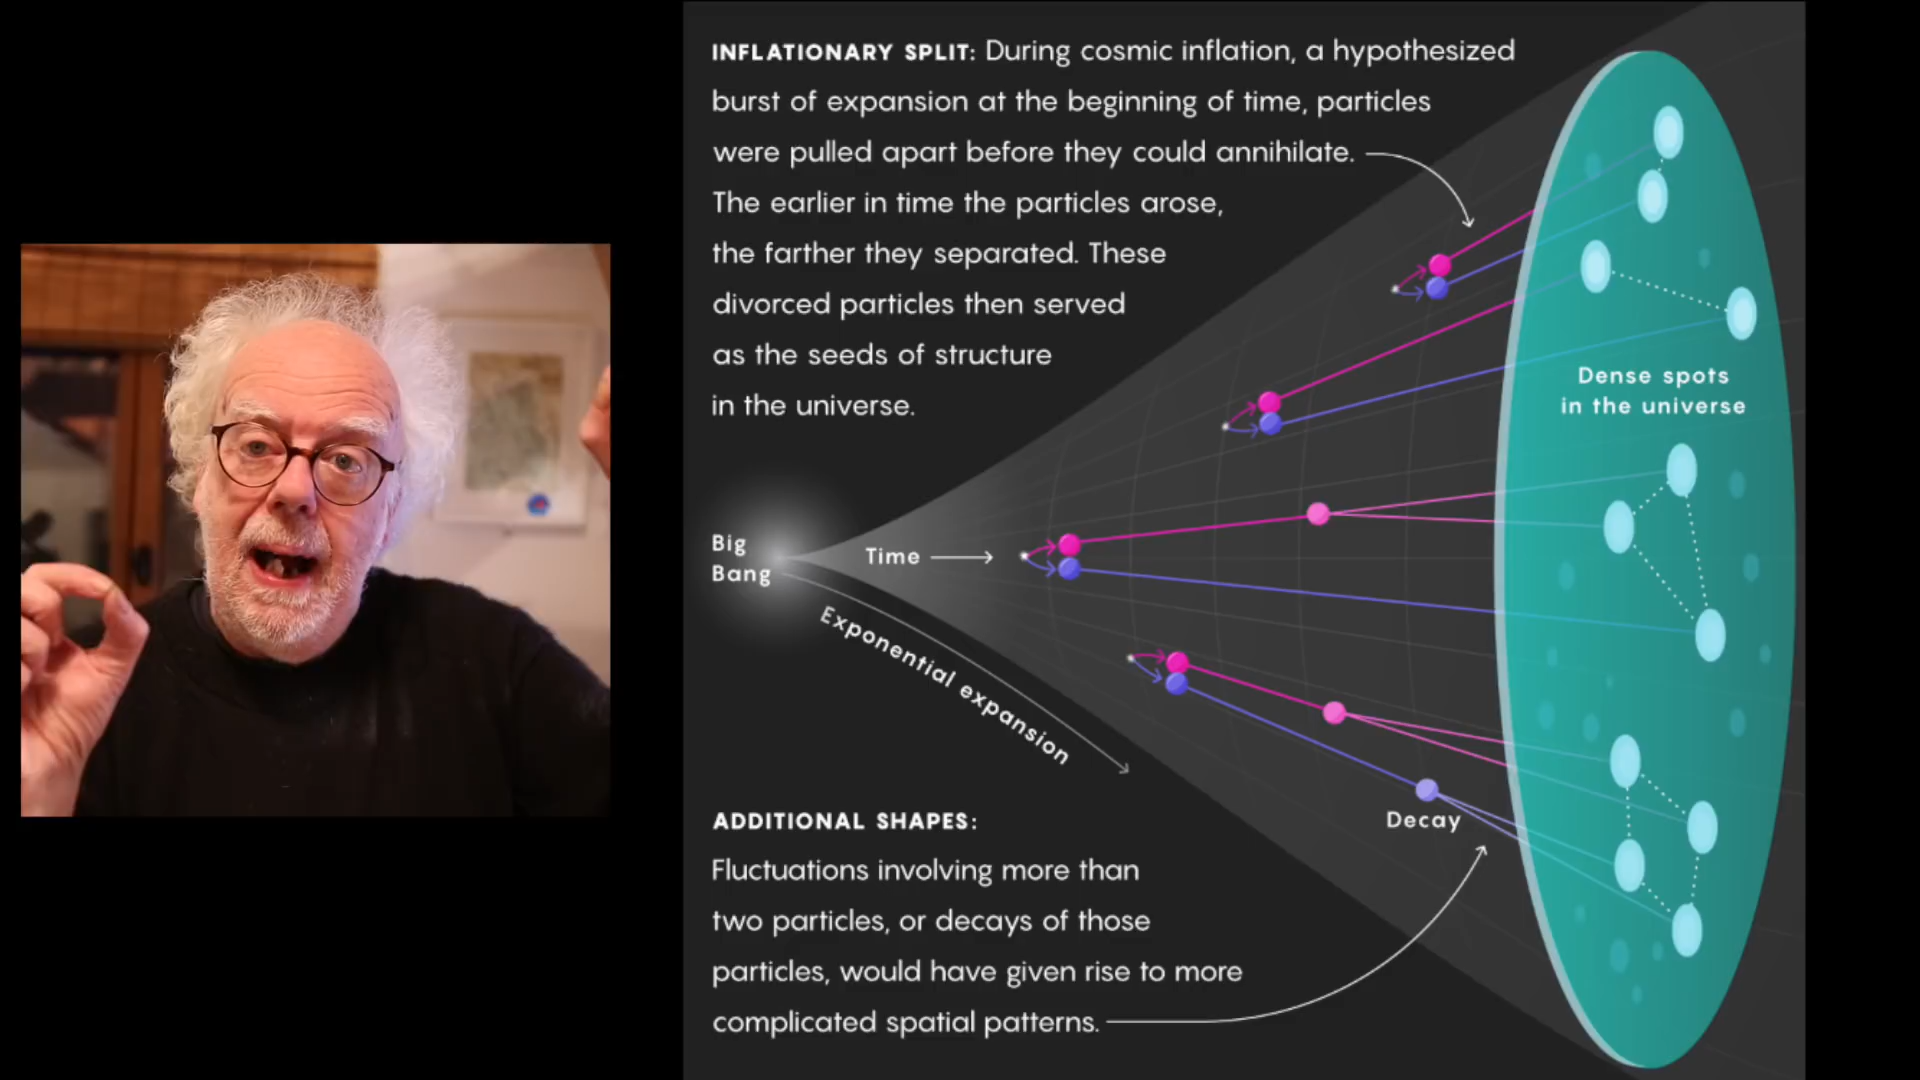 INFLATIONARY SPLIT: During cosmic inflation, a hypothesized
burst of expansion at the beginning of time, particles
were pulled apart before they could annihilate.
The earlier in time the particles arose,
the farther they separated. These
divorced particles then served
as the seeds of structure
in the universe.
Dense spots
in the universe
Big
Bang
Time
Exponential expansion
Decay
ADDITIONAL SHAPES:
Fluctuations involving more than
two particles, or decays of those
particles, would have given rise to more
complicated spatial patterns.